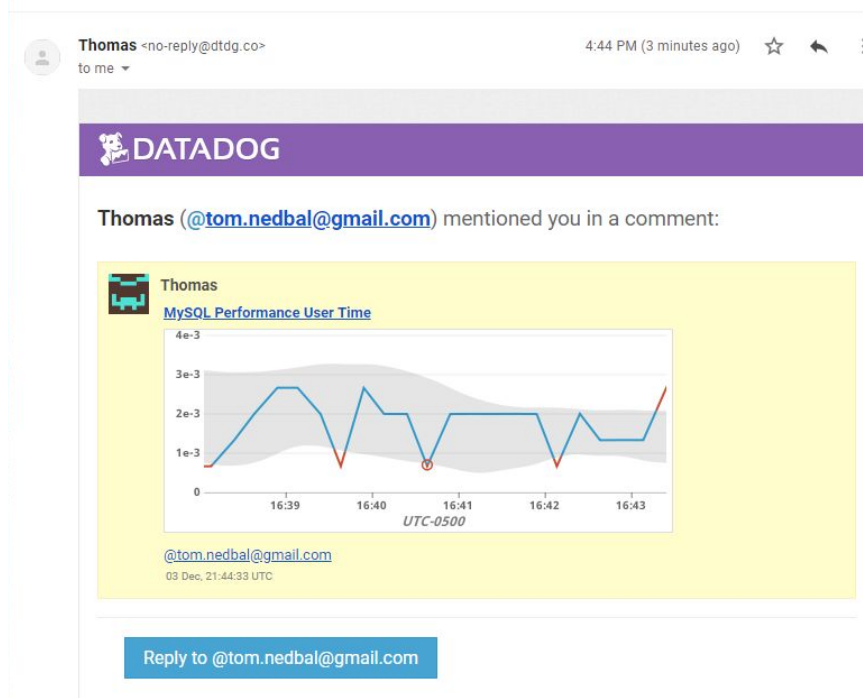 Thomas <no-reply@dtdg.co>
4:44 PM (3 minutes ago)
to me
DATADOG
Thomas (@tom.nedbal@gmail.com) mentioned you in a comment:
Thomas
MySQL Performance User Time
4e-3
3e-3
2e-3
1e-3
0
16:39 16:40 16:41 16:42 16:43
UTC-0500
@tom.nedbal@gmail.com
03 Dec, 21:44:33 UTC
Reply to @tom.nedbal@gmail.com